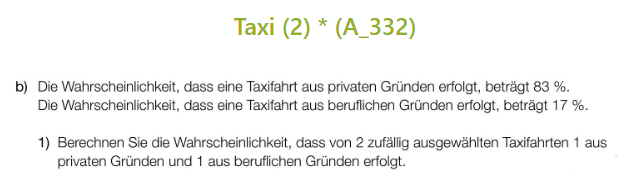 Taxi (2) * (A_332)
b) Die Wahrscheinlichkeit, dass eine Taxifahrt aus privaten Gründen erfolgt, beträgt 83 %.
Die Wahrscheinlichkeit, dass eine Taxifahrt aus beruflichen Gründen erfolgt, beträgt 17 %.
1) Berechnen Sie die Wahrscheinlichkeit, dass von 2 zufällig ausgewählten Taxifahrten 1 aus
privaten Gründen und 1 aus beruflichen Gründen erfolgt.